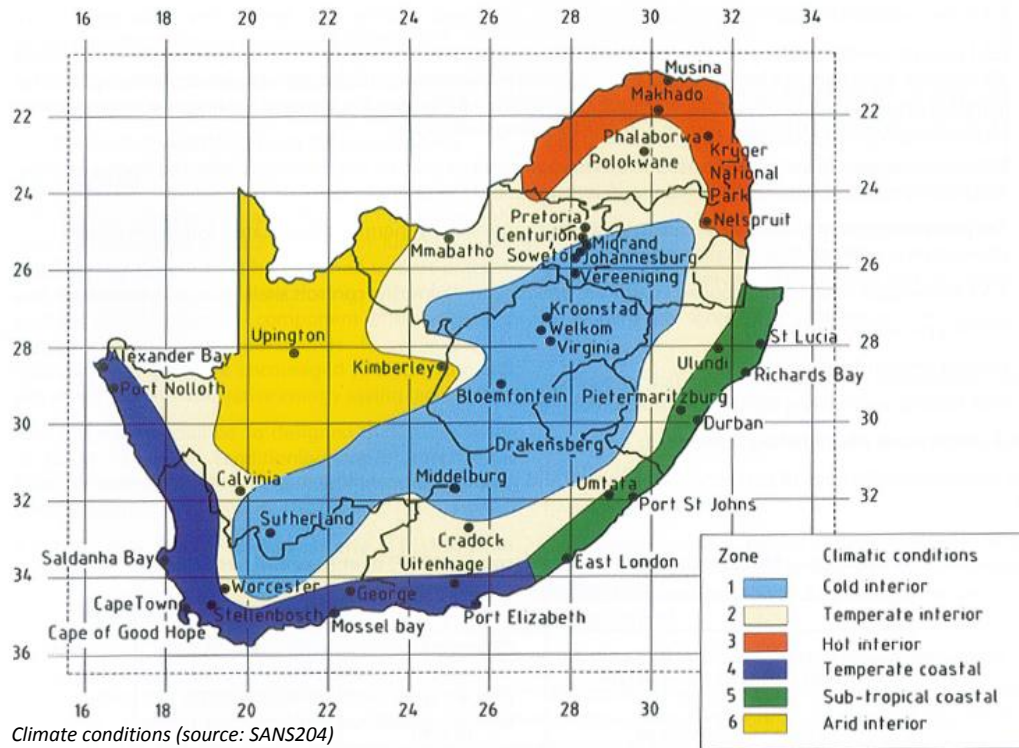 16 18 20 22 24 26 28 30 32 34
Musina
Makhado
22 22
Phalaborwa
Polokwane
Kruger
National
Park
24 24
Pretoria
Nelspruit
Centurion
Mmabatho
Midrand
Soweto
Johannesburg
26 26
Vereeniging
Kroonstad
Upington
Welkom
St Lucia
28 28
Virginia
Alexander Bay
Ulundi
Kimberley
Richards Bay
Port Nolloth
Bloemfontein
Pietermaritzburg
30 30
Durban
Drakensberg
Calvinia
Middelburg
Umtata
32 32
Port St Johns
Sutherland
Cradock
Saldanha Bay
Uitenhage
East London
34
Worcester
George
Cape Town
Stellenbosch
Port Elizabeth
Mossel bay
Cape of Good Hope
36
16 18 20 22 24 26 28 30
Zone Climatic conditions
1 Cold interior
2 Temperate interior
3 Hot interior
4 Temperate coastal
5 Sub-tropical coastal
6 Arid interior
Climate conditions (source: SANS204)